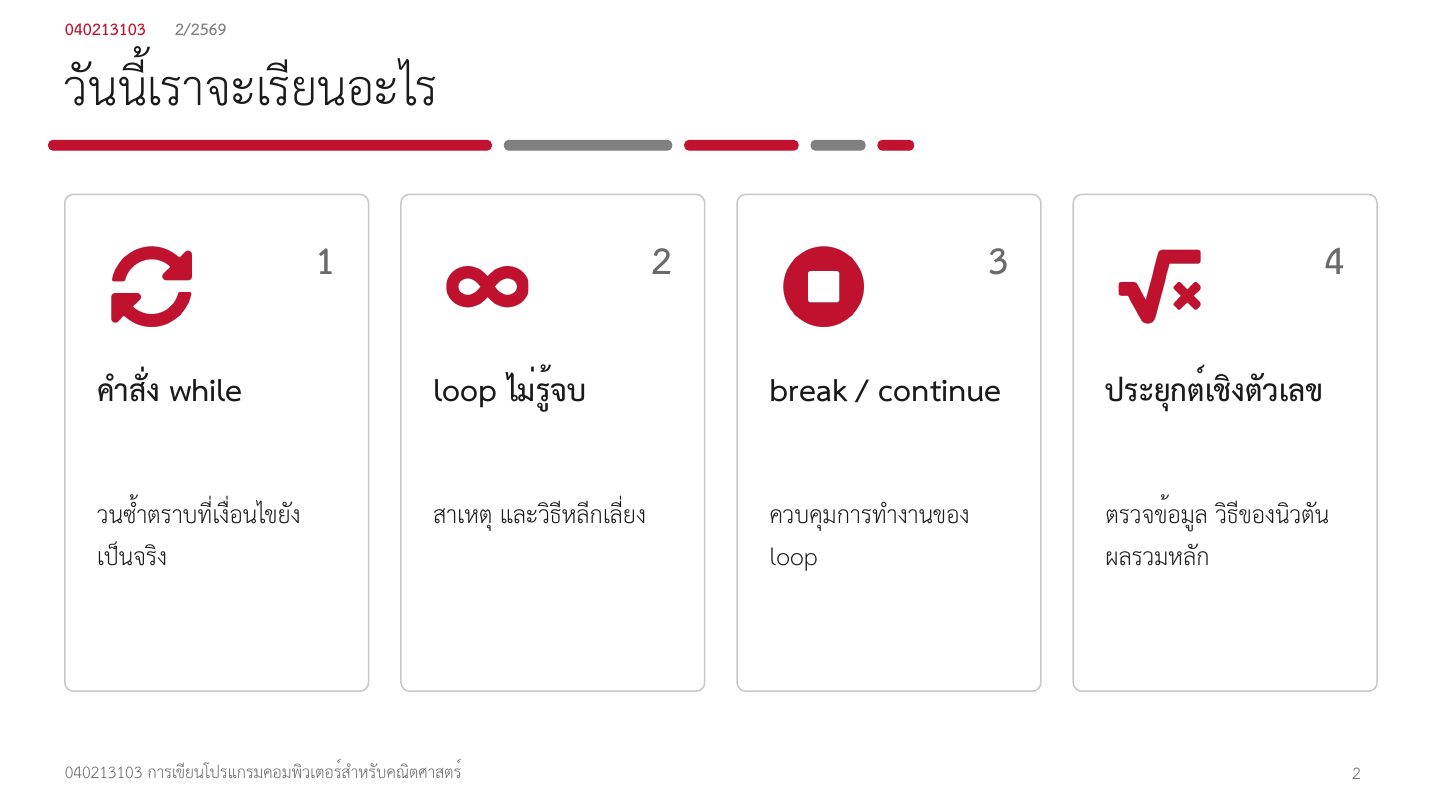 040213103 2/2569
วันนี้เราจะเรียนอะไร
1
คำสั่ง while
วนซ้ำตราบที่เงื่อนไขยัง
เป็นจริง
2
loop ไม่รู้จบ
สาเหตุ และวิธีหลีกเลี่ยง
3
break / continue
ควบคุมการทำงานของ
loop
4
ประยุกต์เชิงตัวเลข
ตรวจข้อมูล วิธีของนิวตัน
ผลรวมหลัก
040213103 การเขียนโปรแกรมคอมพิวเตอร์สำหรับคณิตศาสตร์
2